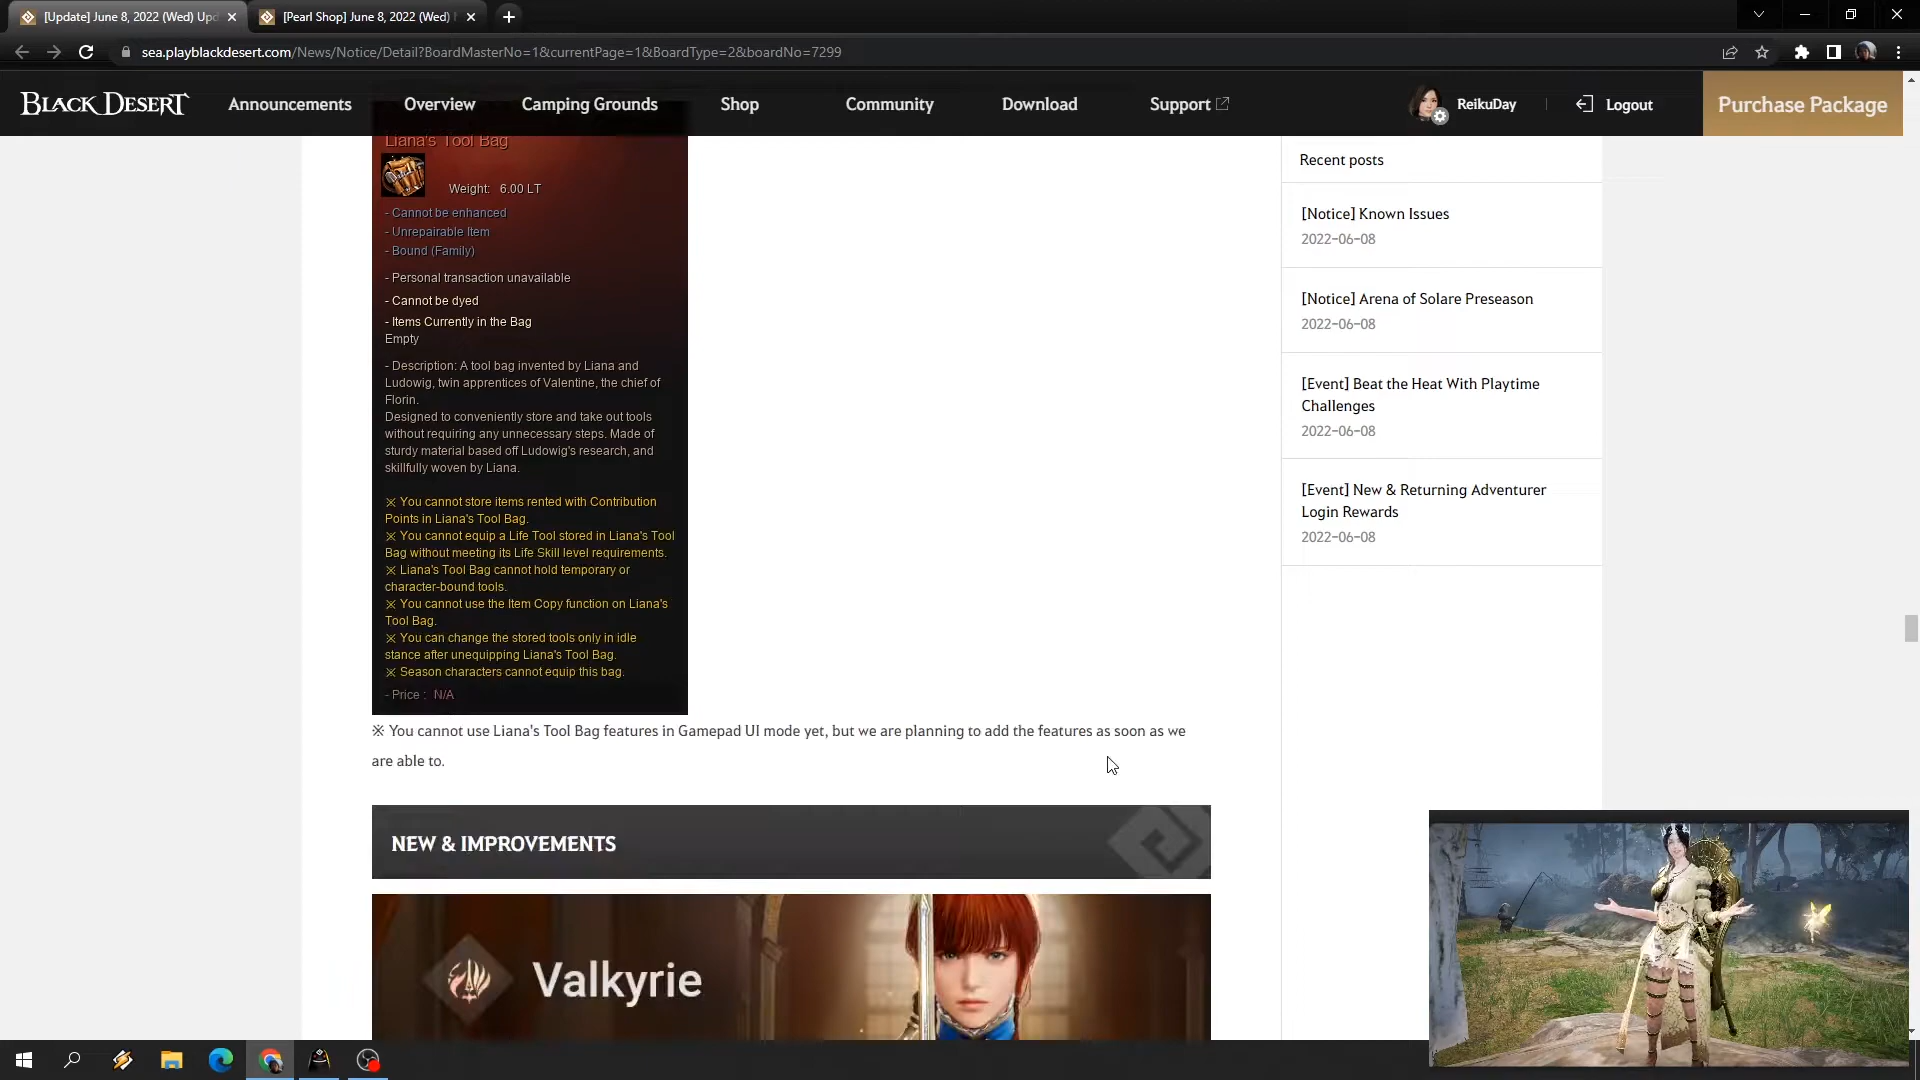 [Update] June 8, 2022 (Wed) Upd
[Pearl Shop] June 8, 2022 (Wed)
sea.playblackdesert.com/News/Notice/Detail?BoardMasterNo=1&currentPage=1&BoardType=2&boardNo=7299
BLACK DESERT
Announcements
Overview
Camping Grounds
Shop
Community
Download
Support
ReikuDay
Logout
Purchase Package
Liana's Tool Bag
Weight: 6.00 LT
- Cannot be enhanced
- Unrepairable Item
- Bound (Family)
- Personal transaction unavailable
- Cannot be dyed
- Items Currently in the Bag
Empty
- Description: A tool bag invented by Liana and
Ludowig, twin apprentices of Valentine, the chief of
Florin.
Designed to conveniently store and take out tools
without requiring any unnecessary steps. Made of
sturdy material based off Ludowig's research, and
skillfully woven by Liana.
※ You cannot store items rented with Contribution
Points in Liana's Tool Bag.
※ You cannot equip a Life Tool stored in Liana's Tool
Bag without meeting its Life Skill level requirements.
※ Liana's Tool Bag cannot hold temporary or
character-bound tools.
※ You cannot use the Item Copy function on Liana's
Tool Bag.
※ You can change the stored tools only in idle
stance after unequipping Liana's Tool Bag.
※ Season characters cannot equip this bag.
- Price : N/A
※ You cannot use Liana's Tool Bag features in Gamepad UI mode yet, but we are planning to add the features as soon as we
are able to.
NEW & IMPROVEMENTS
Valkyrie
Recent posts
[Notice] Known Issues
2022-06-08
[Notice] Arena of Solare Preseason
2022-06-08
[Event] Beat the Heat With Playtime
Challenges
2022-06-08
[Event] New & Returning Adventurer
Login Rewards
2022-06-08